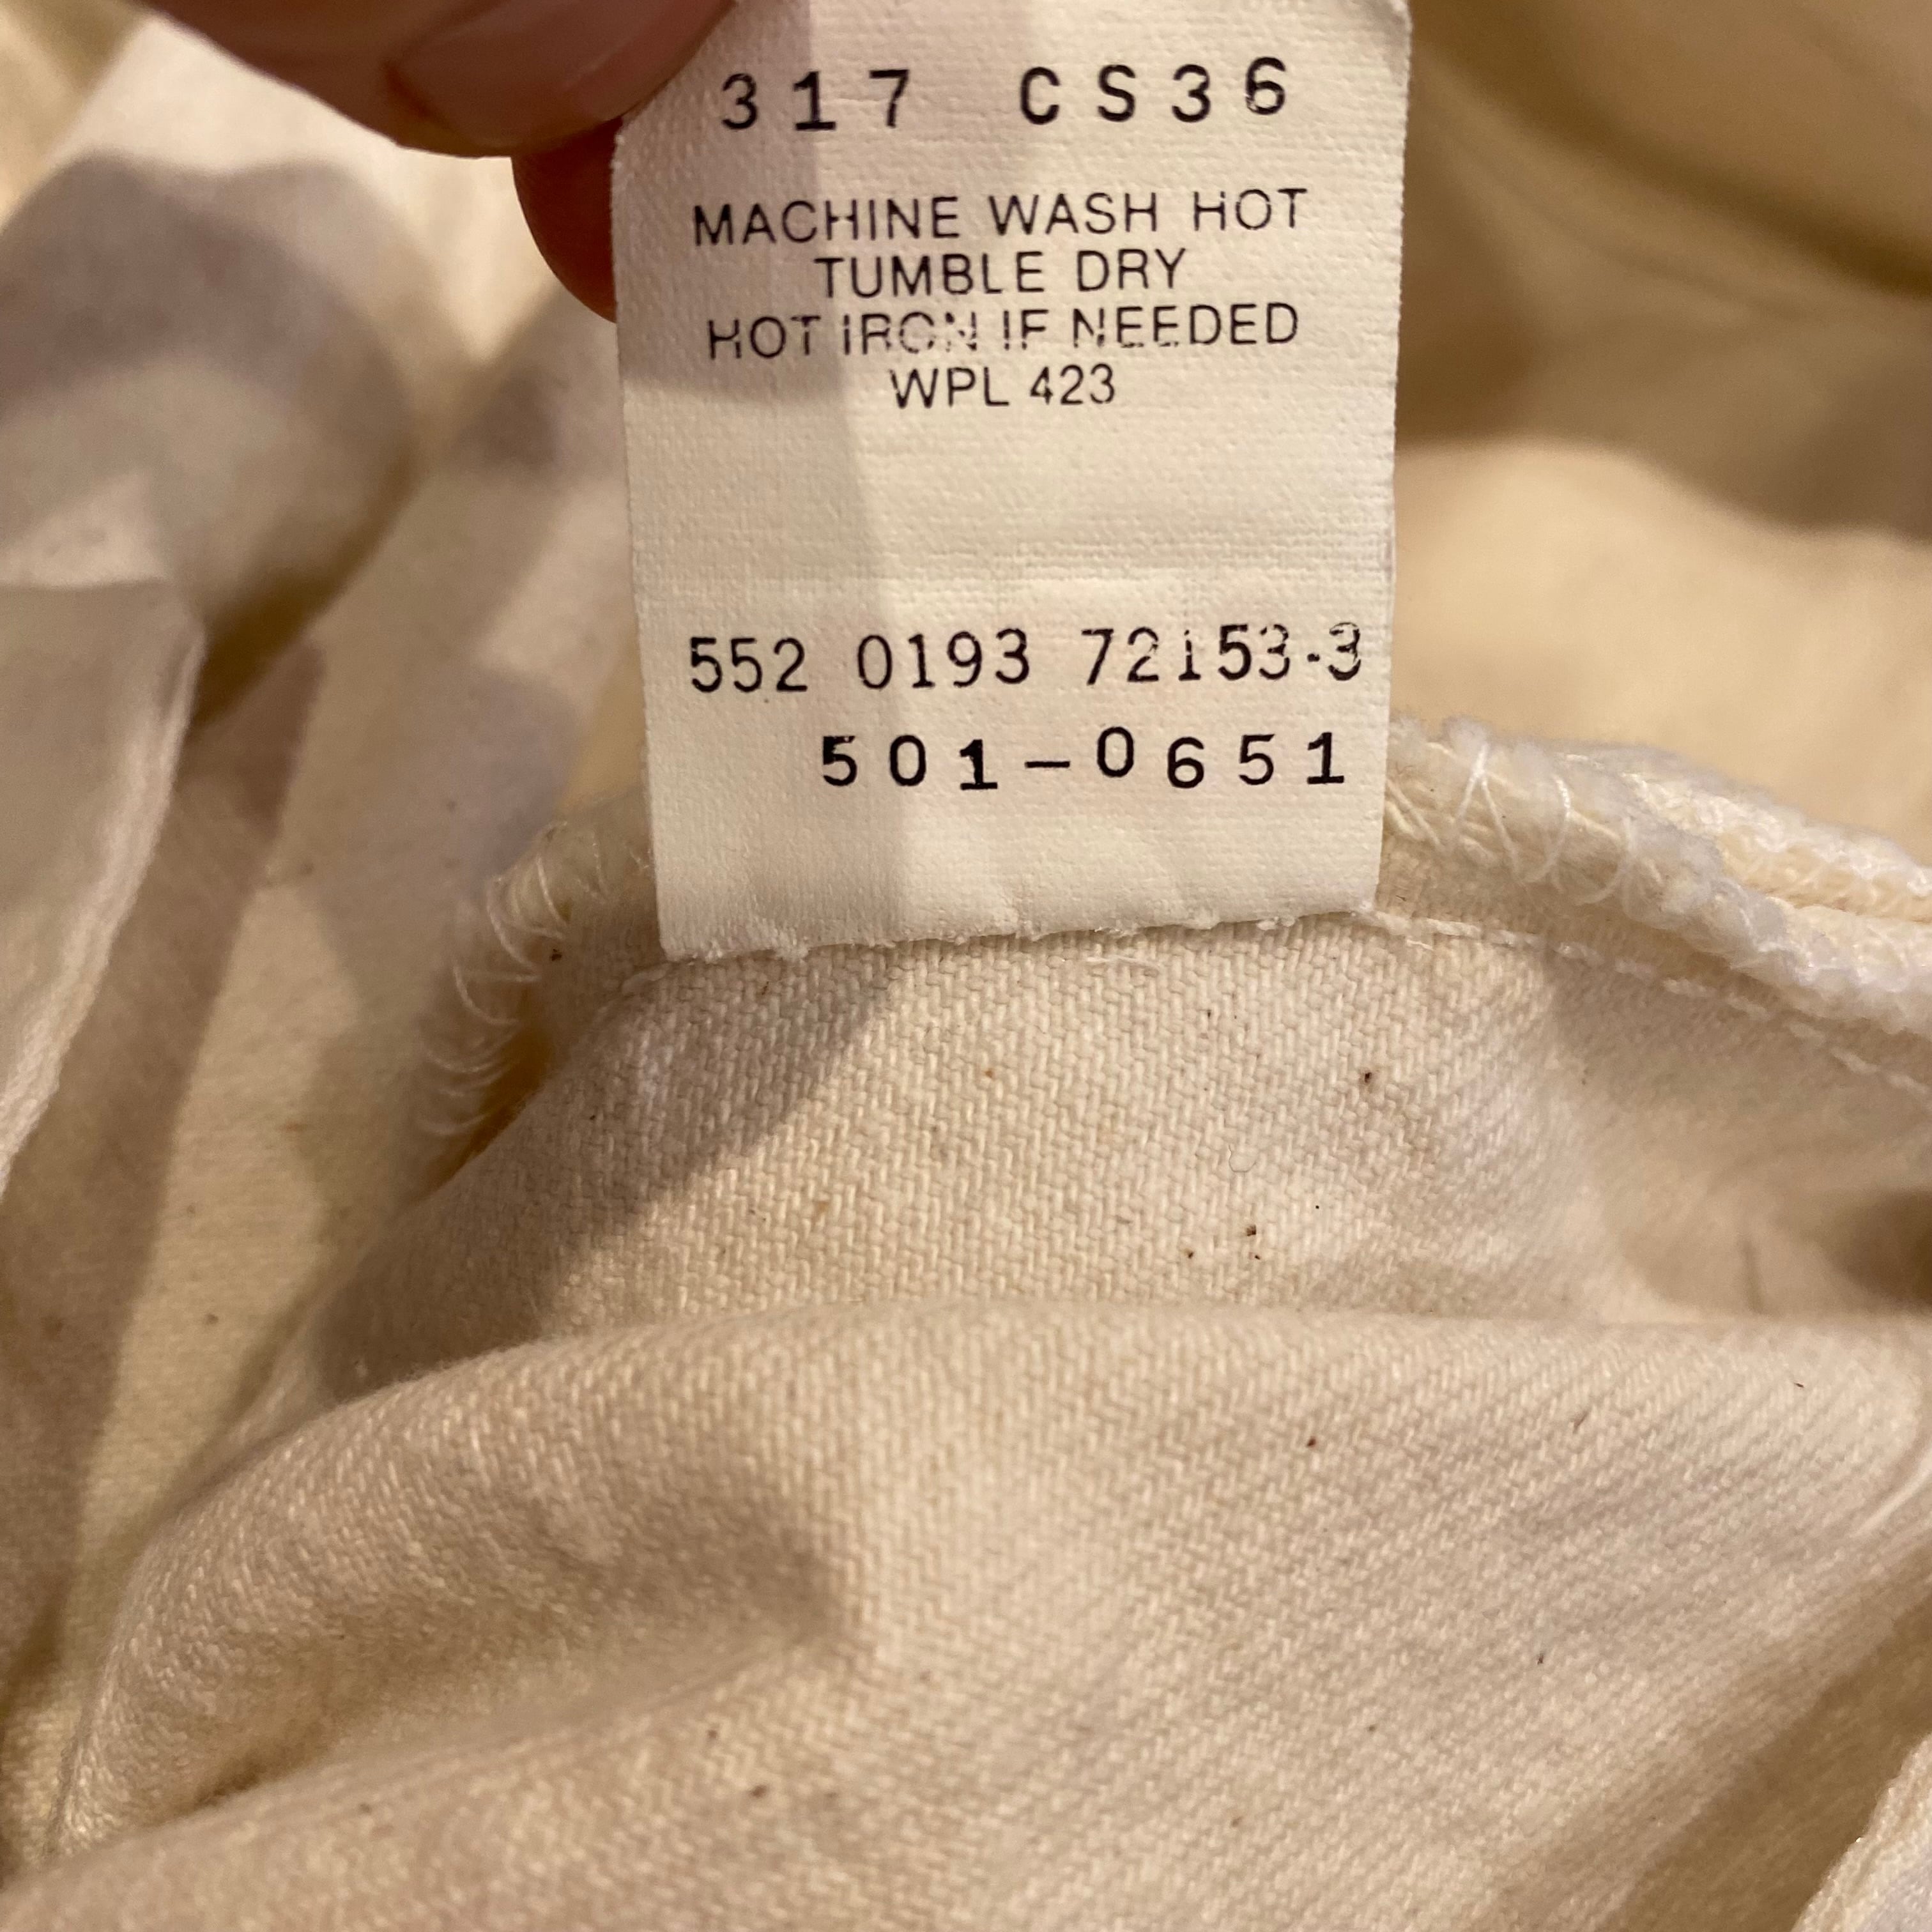 317 CS36
MACHINE WASH HOT
TUMBLE DRY
HOT IRON IF NEEDED
WPL 423
552 0193 72153-3
501-0651